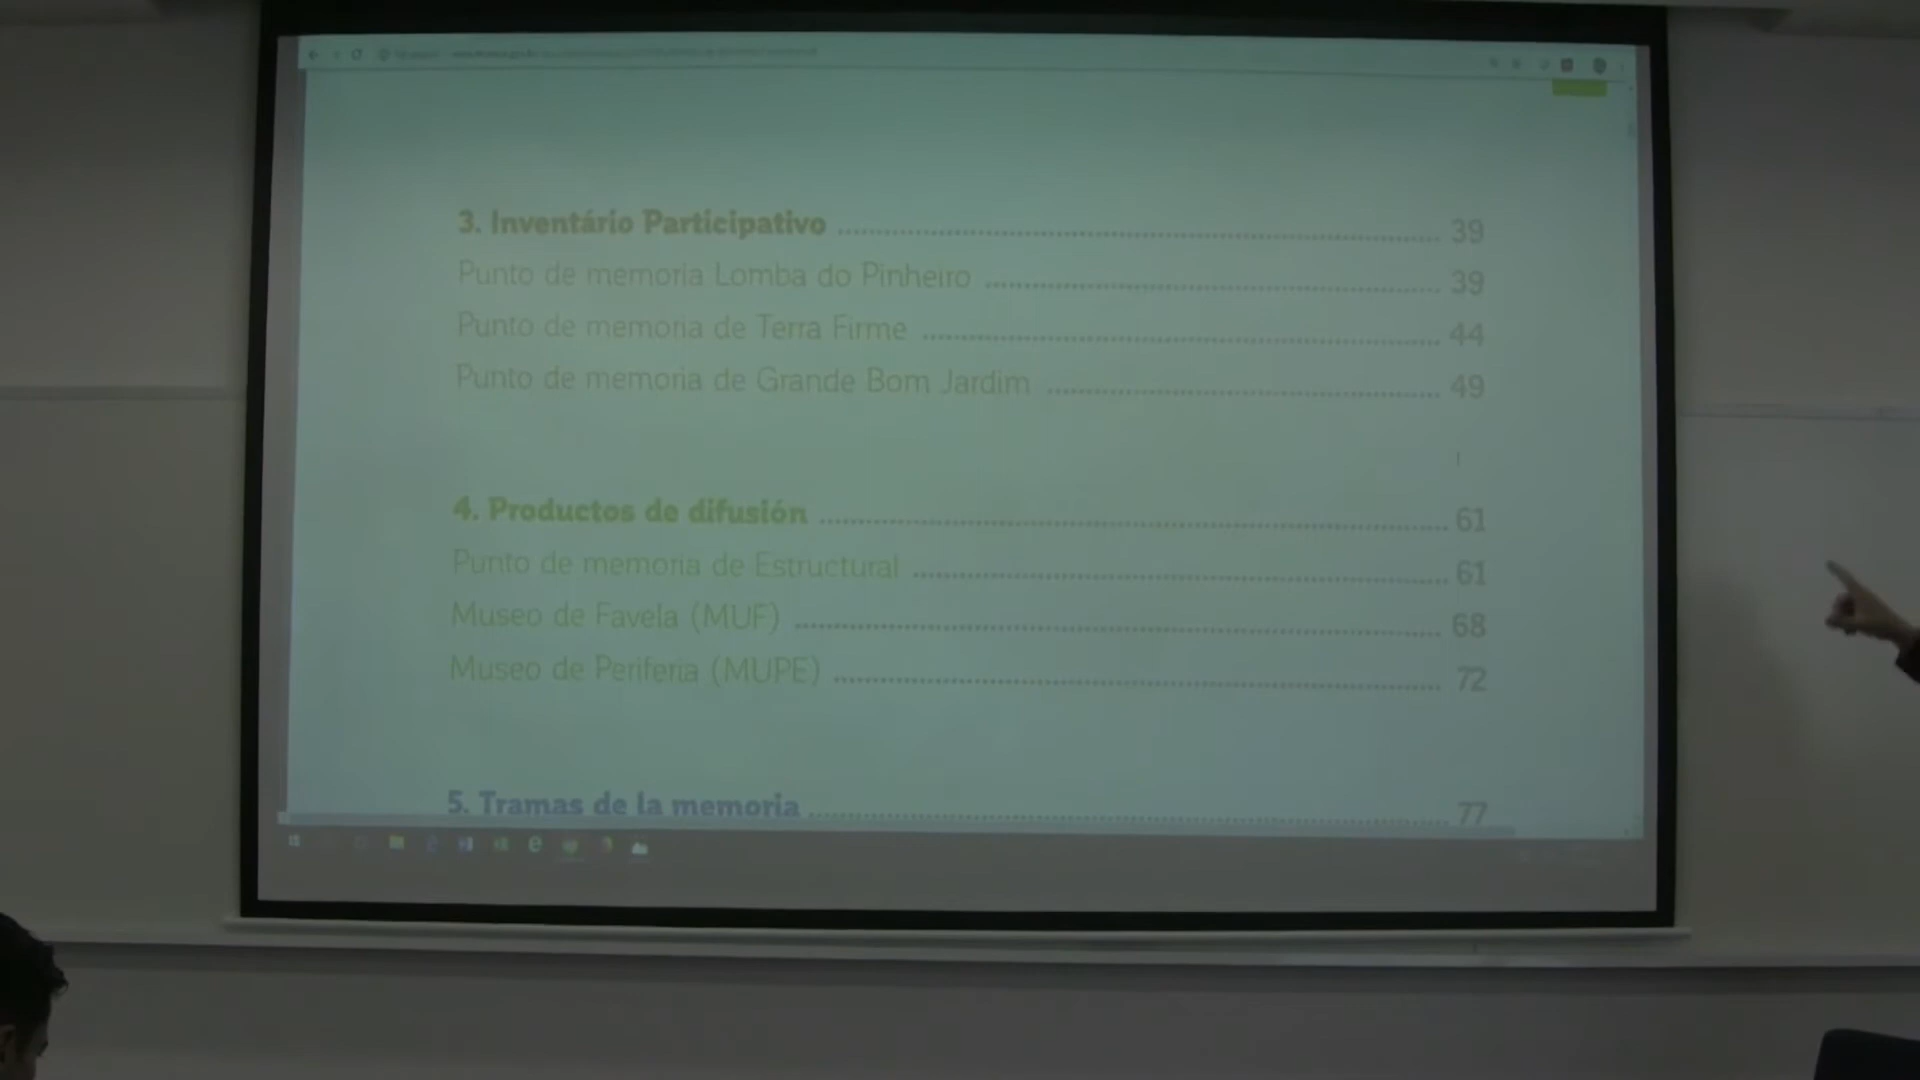 3. Inventário Participativo ........ 39
Punto de memoria Lomba do Pinheiro ........ 39
Punto de memoria de Terra Firme ........ 44
Punto de memoria de Grande Bom Jardim ........ 49
4. Productos de difusión ........ 61
Punto de memoria de Estructural ........ 61
Museo de Favela (MUF) ........ 68
Museo de Periferia (MUPE) ........ 72
5. Tramas de la memoria ........ 77